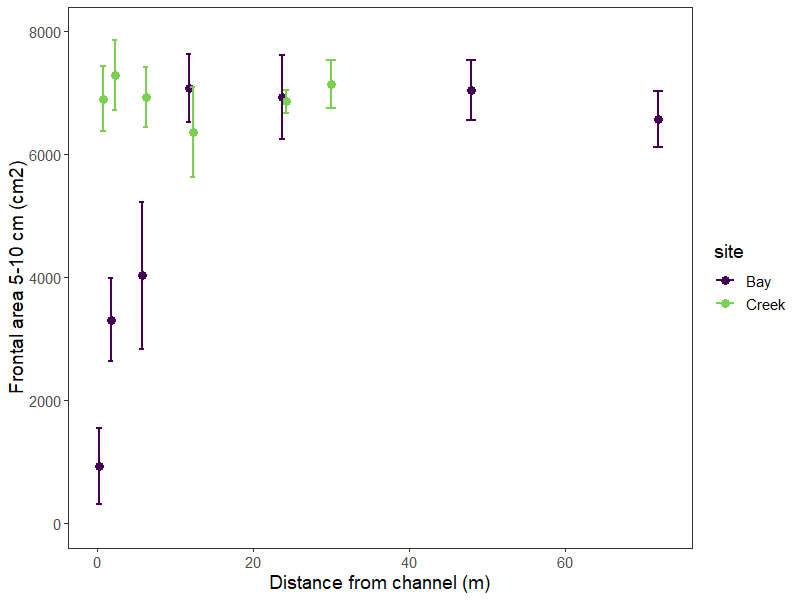 8000
6000
4000
2000
0
Frontal area 5-10 cm (cm2)
0 20 40 60
Distance from channel (m)
site
Bay
Creek